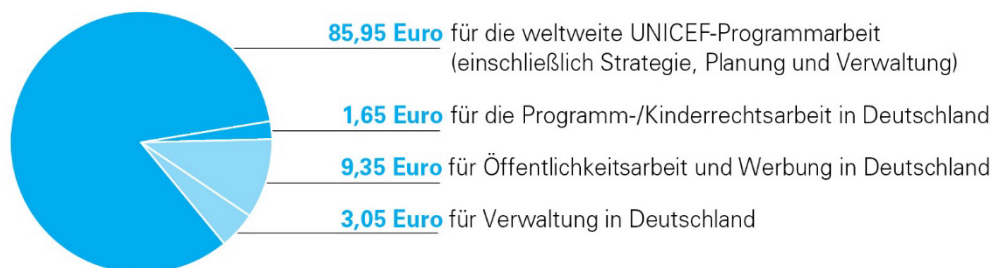 85,95 Euro für die weltweite UNICEF-Programmarbeit
(einschließlich Strategie, Planung und Verwaltung)
1,65 Euro für die Programm-/Kinderrechtsarbeit in Deutschland
9,35 Euro für Öffentlichkeitsarbeit und Werbung in Deutschland
3,05 Euro für Verwaltung in Deutschland